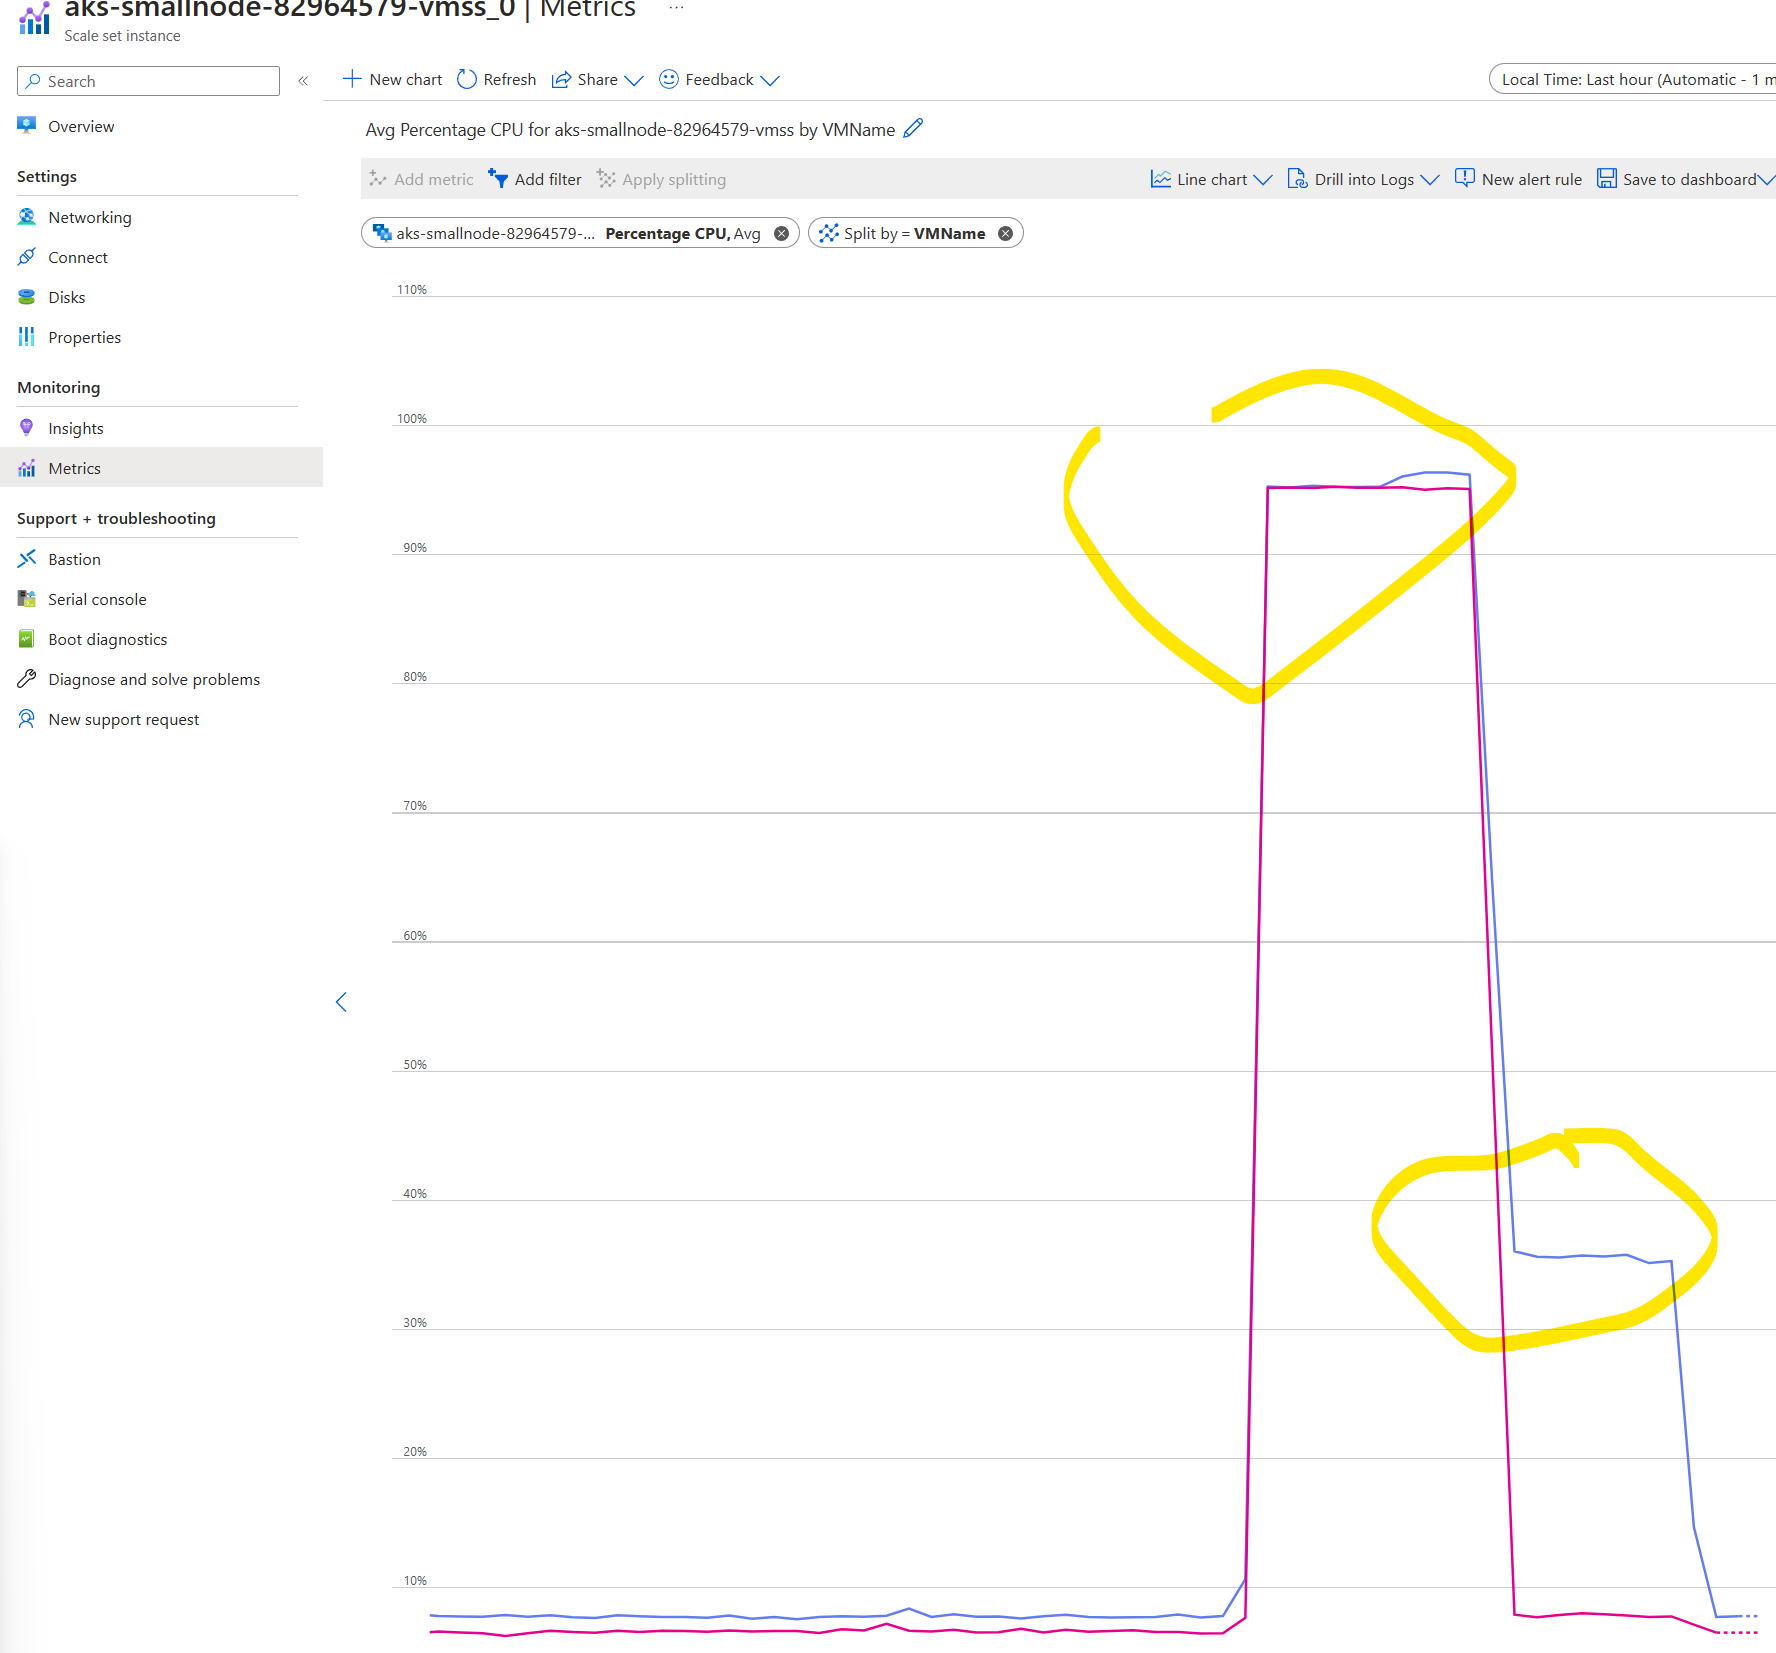 aks-smallnode-82964579-vmss_0 | Metrics ...
Scale set instance
Search
«
Overview
Settings
Networking
Connect
Disks
Properties
Monitoring
Insights
Metrics
Support + troubleshooting
Bastion
Serial console
Boot diagnostics
Diagnose and solve problems
New support request
New chart Refresh Share Feedback
Local Time: Last hour (Automatic - 1 m
Avg Percentage CPU for aks-smallnode-82964579-vmss by VMName
Add metric Add filter Apply splitting
Line chart Drill into Logs New alert rule Save to dashboard
aks-smallnode-82964579-... Percentage CPU, Avg
Split by = VMName
110%
100%
90%
80%
70%
60%
50%
40%
30%
20%
10%